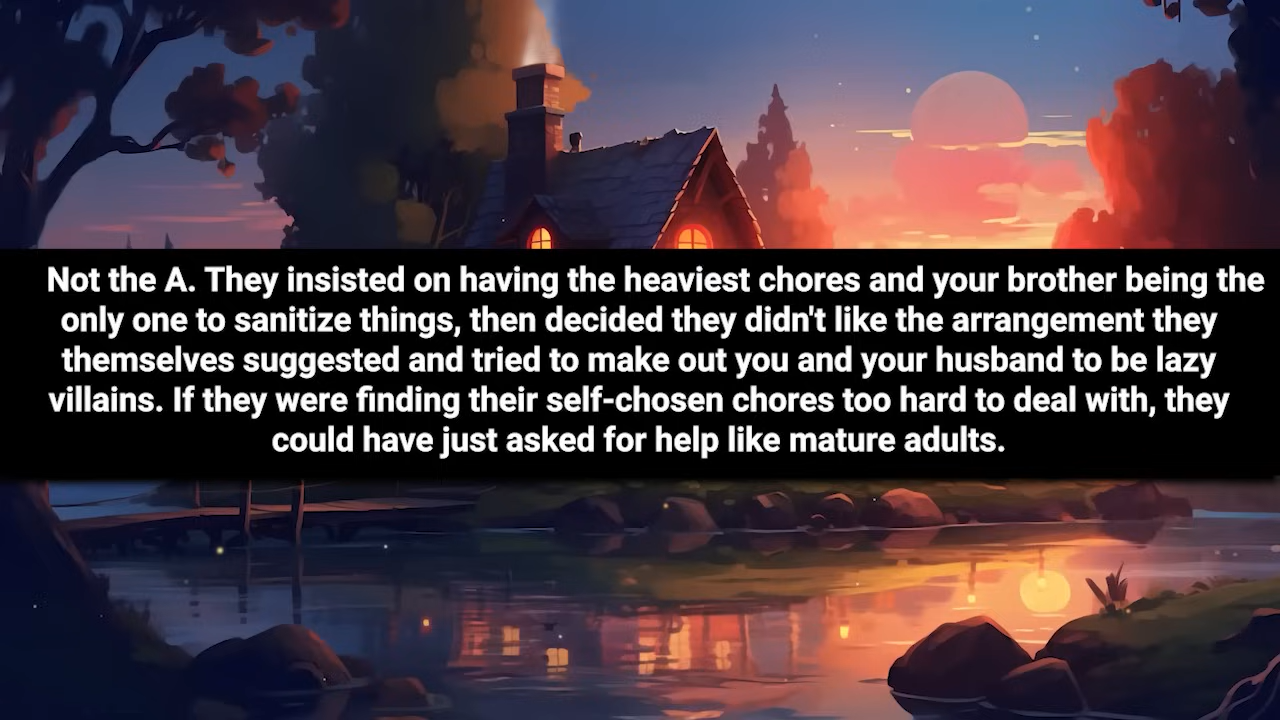 Not the A. They insisted on having the heaviest chores and your brother being the
only one to sanitize things, then decided they didn't like the arrangement they
themselves suggested and tried to make out you and your husband to be lazy
villains. If they were finding their self-chosen chores too hard to deal with, they
could have just asked for help like mature adults.